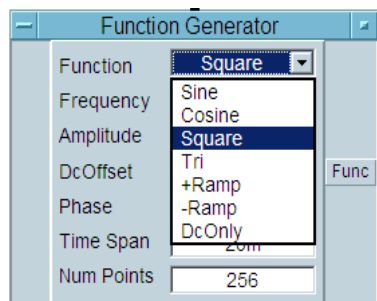 Function Generator
Function Square
Frequency
Amplitude
DcOffset
Phase
Time Span
Num Points 256
Sine
Cosine
Square
Tri
+Ramp
-Ramp
DcOnly
Func